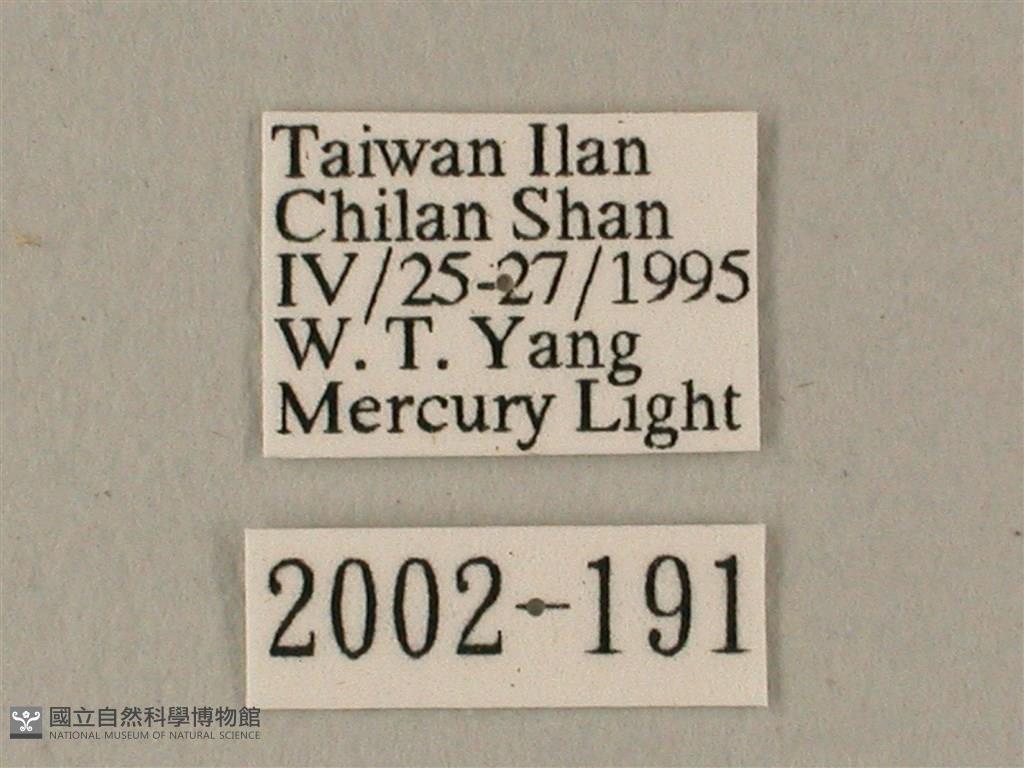 Taiwan Ilan
Chilan Shan
IV/25-27/1995
W. T. Yang
Mercury Light
2002-191
國立自然科學博物館
NATIONAL MUSEUM OF NATURAL SCIENCE